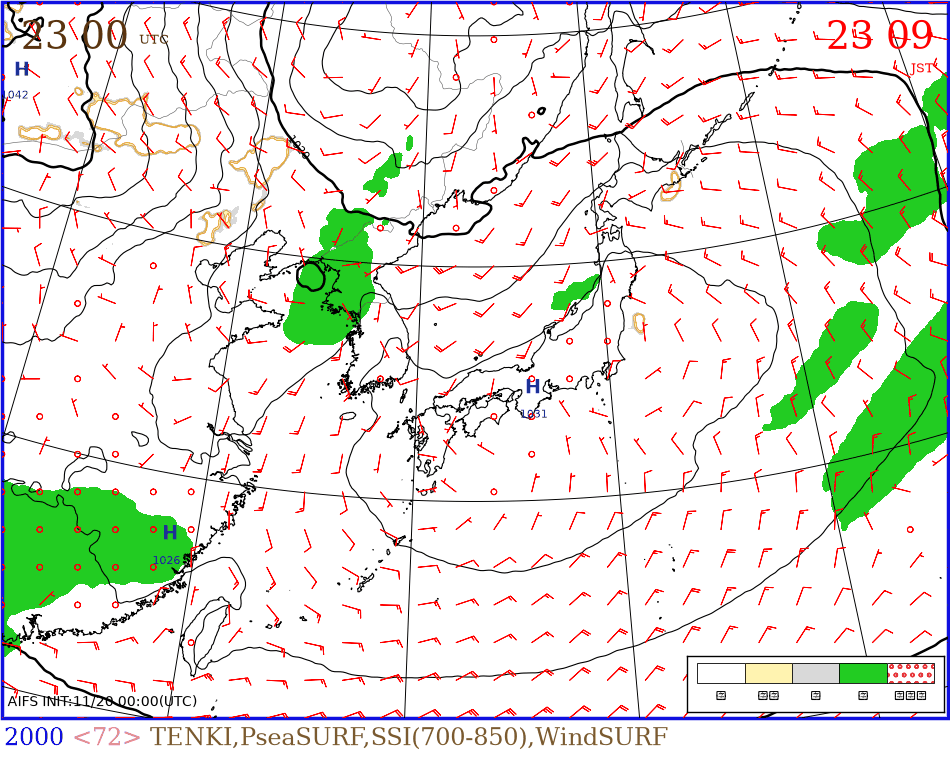 23 00 UTC
23 09
JST
H
1042
H
1031
H
1026
AIFS INIT:11/20 00:00(UTC)
2000 <72> TENKI,PseaSURF,SSI(700-850),WindSURF